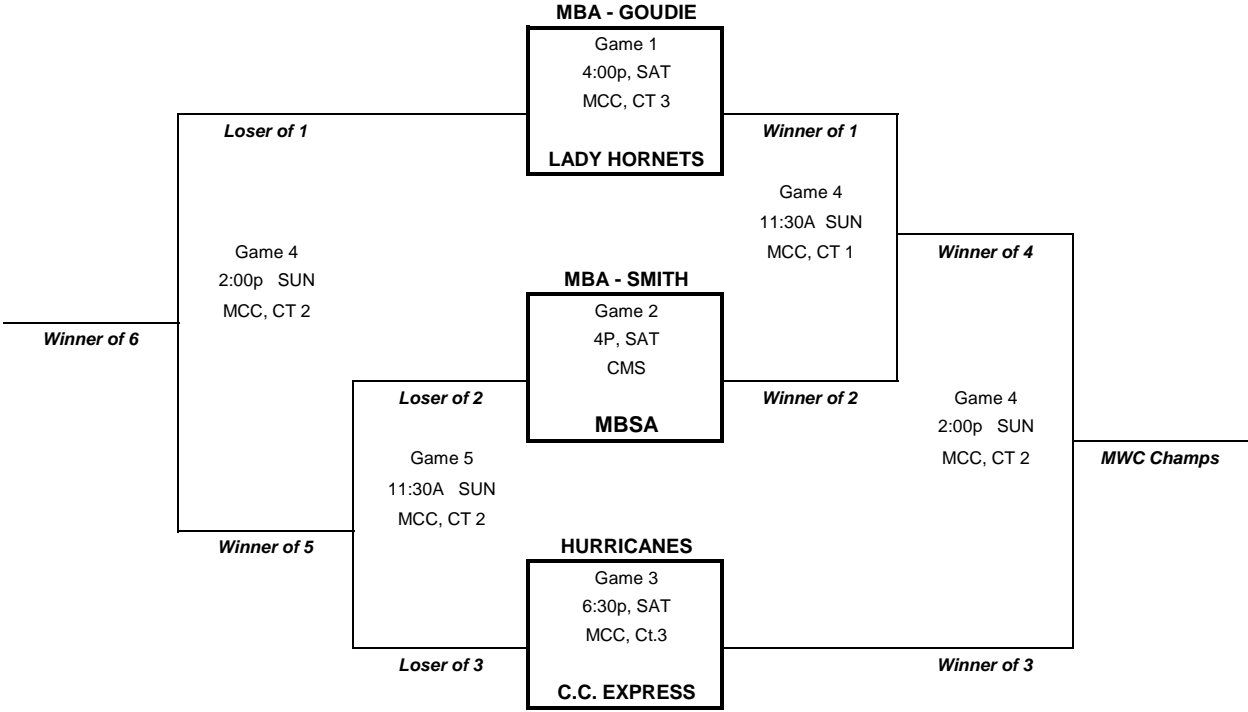 MBA - GOUDIE
Game 1
4:00p, SAT
MCC, CT 3
LADY HORNETS
Loser of 1
Winner of 1
Game 4
11:30A SUN
MCC, CT 1
Game 4
2:00p SUN
MCC, CT 2
Winner of 4
MBA - SMITH
Game 2
4P, SAT
CMS
MBSA
Winner of 6
Loser of 2
Winner of 2
Game 4
2:00p SUN
MCC, CT 2
Game 5
11:30A SUN
MCC, CT 2
MWC Champs
Winner of 5
HURRICANES
Game 3
6:30p, SAT
MCC, Ct.3
C.C. EXPRESS
Loser of 3
Winner of 3